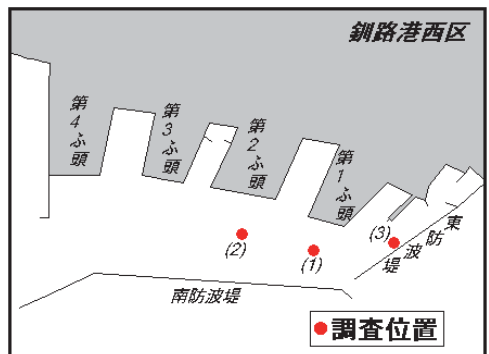 釧路港西区
第4ふ頭
第3ふ頭
第2ふ頭
第1ふ頭
東防波堤
(3)
(2)
(1)
南防波堤
調査位置